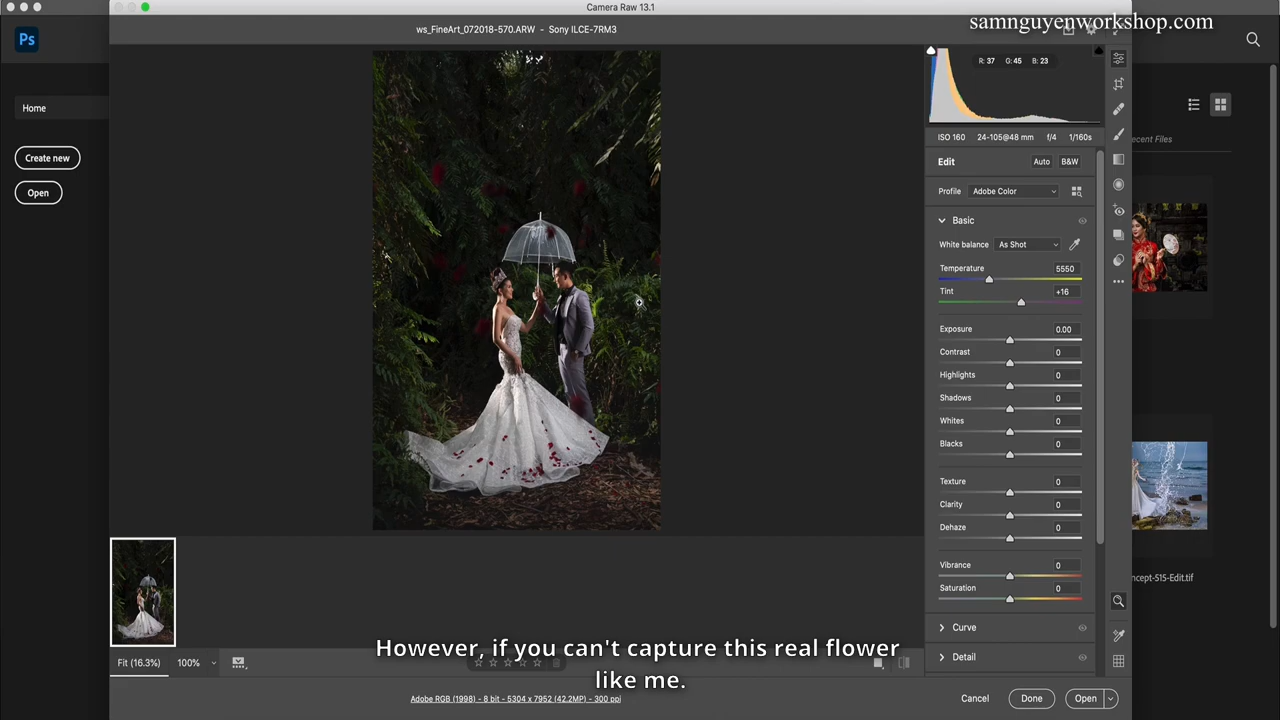 Camera Raw 13.1
samnguyenworkshop.com
Ps
ws_FineArt_072018-570.ARW - Sony ILCE-7RM3
R: 37 G: 45 B: 23
Home
ecent Files
ISO 160 24-105@48 mm f/4 1/160s
Create new
Edit Auto B&W
Open
Profile Adobe Color
Basic
White balance As Shot
Temperature 5550
Tint +16
Exposure 0.00
Contrast 0
Highlights 0
Shadows 0
Whites 0
Blacks 0
Texture 0
Clarity 0
Dehaze 0
Vibrance 0
Saturation 0
ncept-515-Edit.tif
Curve
Detail
However, if you can't capture this real flower
like me.
Fit (16.3%) 100%
Adobe RGB (1998) - 8 bit - 5304 x 7952 (42.2MP) - 300 ppi
Cancel Done Open